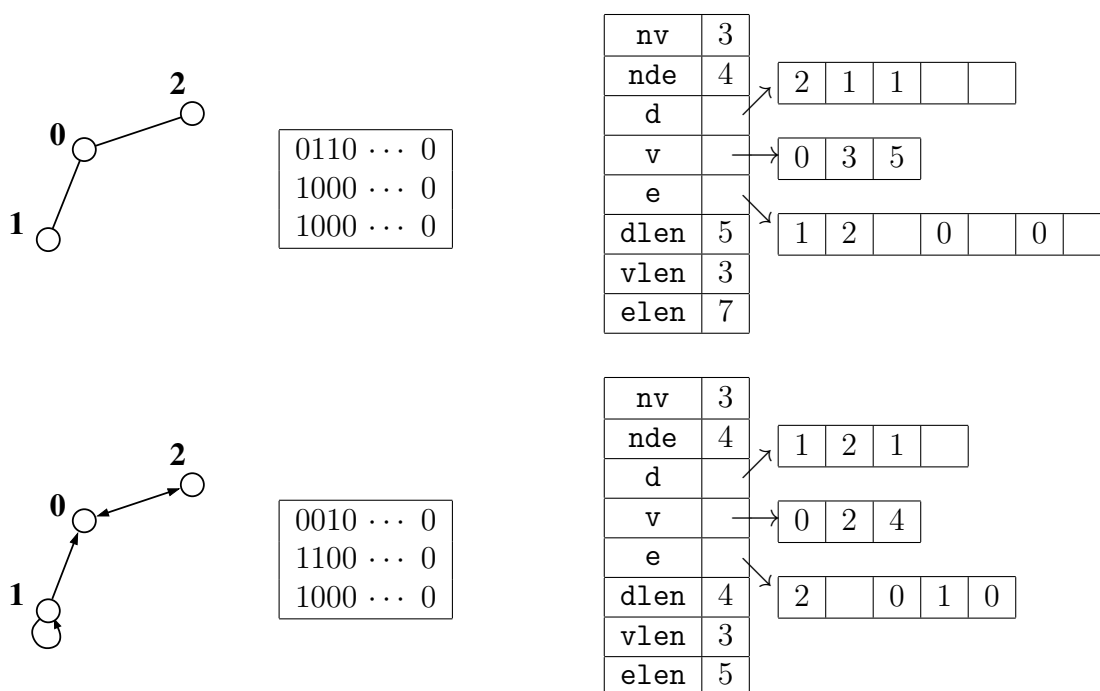 2
0
1
0110 ⋯ 0
1000 ⋯ 0
1000 ⋯ 0
nv 3
nde 4
d
v
e
dlen 5
vlen 3
elen 7
2 1 1
0 3 5
1 2 0 0
2
0
1
0010 ⋯ 0
1100 ⋯ 0
1000 ⋯ 0
nv 3
nde 4
d
v
e
dlen 4
vlen 3
elen 5
1 2 1
0 2 4
2 0 1 0